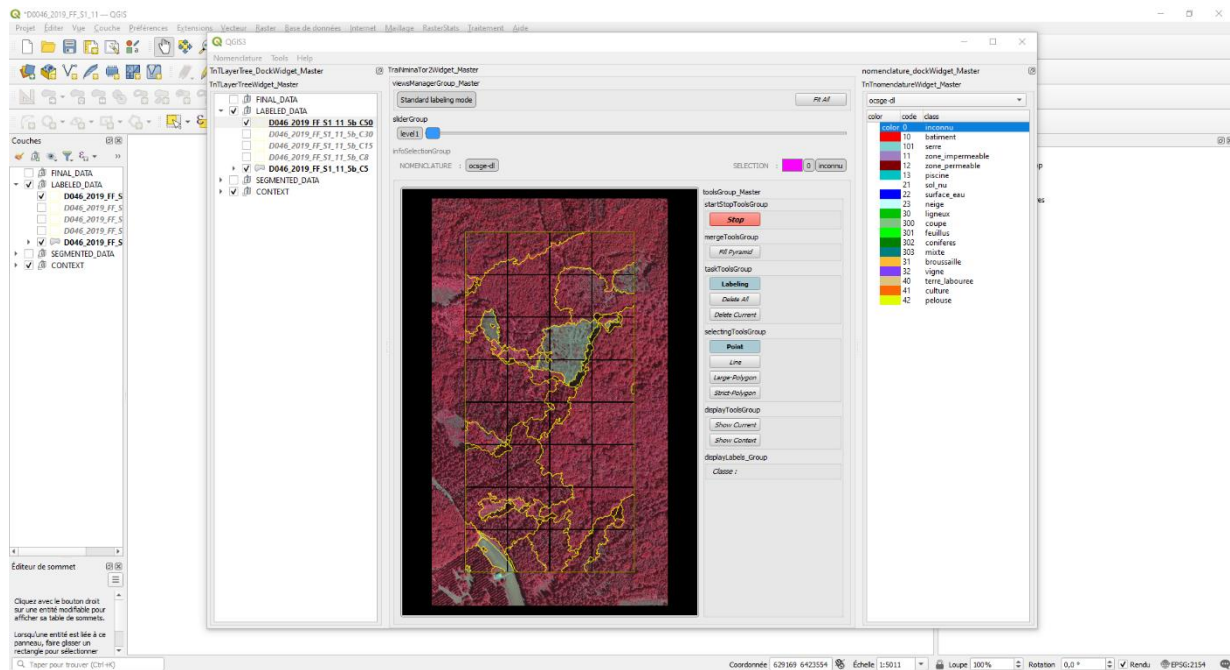 *D0046_2019_FF_S1_11 — QGIS
Projet Éditer Vue Couche Préférences Extensions Vecteur Raster Base de données Internet Maillage RasterStats Traitement Aide
QGIS3
Nomenclature Tools Help
TnTLayerTree_DockWidget_Master
TnTLayerTreeWidget_Master
FINAL_DATA
LABELED_DATA
D046_2019_FF_S1_11_5b_C50
D046_2019_FF_S1_11_5b_C30
D046_2019_FF_S1_11_5b_C15
D046_2019_FF_S1_11_5b_C8
D046_2019_FF_S1_11_5b_C5
SEGMENTED_DATA
CONTEXT
TraiNminaTor2Widget_Master
viewsManagerGroup_Master
Standard labeling mode
Fit All
sliderGroup
level1
infoSelectionGroup
NOMENCLATURE : ocsge-dl
SELECTION : 0 inconnu
toolsGroup_Master
startStopToolsGroup
Stop
mergeToolsGroup
Fill Pyramid
taskToolsGroup
Labeling
Delete All
Delete Current
selectingToolsGroup
Point
Line
Large-Polygon
Strict-Polygon
displayToolsGroup
Show Current
Show Context
displayLabels_Group
Classe :
nomenclature_dockWidget_Master
TnTnomenclatureWidget_Master
ocsge-dl
color code class
color 0 inconnu
10 batiment
101 serre
11 zone_impermeable
12 zone_permeable
13 piscine
21 sol_nu
22 surface_eau
23 neige
30 ligneux
300 coupe
301 feuillus
302 coniferes
303 mixte
31 broussaille
32 vigne
40 terre_labouree
41 culture
42 pelouse
Couches
FINAL_DATA
LABELED_DATA
D046_2019_FF_S
D046_2019_FF_S
D046_2019_FF_S
D046_2019_FF_S
D046_2019_FF_S
SEGMENTED_DATA
CONTEXT
Éditeur de sommet
Cliquez avec le bouton droit
sur une entité modifiable pour
afficher sa table de sommets.
Lorsqu'une entité est liée à ce
panneau, faire glisser un
rectangle pour sélectionner
Taper pour trouver (Ctrl+K)
Coordonnée 629169 6423554 Échelle 1:5011 Loupe 100% Rotation 0,0 ° Rendu EPSG:2154